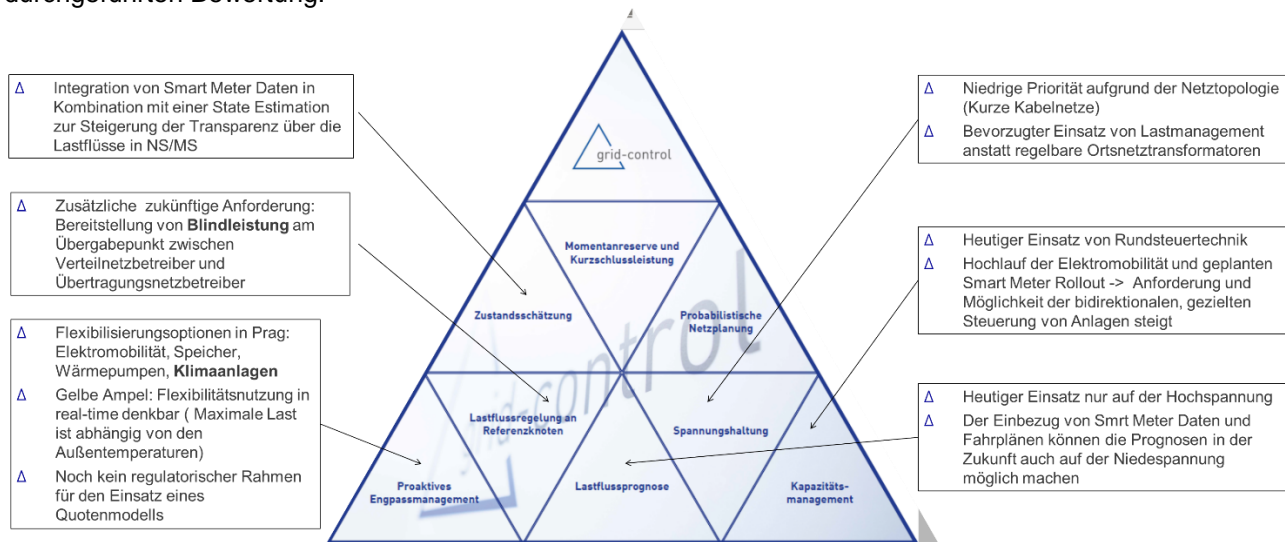 durchgeführten Bewertung.
Δ Integration von Smart Meter Daten in
Kombination mit einer State Estimation
zur Steigerung der Transparenz über die
Lastflüsse in NS/MS
Δ Zusätzliche zukünftige Anforderung:
Bereitstellung von Blindleistung am
Übergabepunkt zwischen
Verteilnetzbetreiber und
Übertragungsnetzbetreiber
Δ Flexibilisierungsoptionen in Prag:
Elektromobilität, Speicher,
Wärmepumpen, Klimaanlagen
Δ Gelbe Ampel: Flexibilitätsnutzung in
real-time denkbar ( Maximale Last
ist abhängig von den
Außentemperaturen)
Δ Noch kein regulatorischer Rahmen
für den Einsatz eines
Quotenmodells
grid-control
Momentanreserve und
Kurzschlussleistung
Zustandsschätzung
Probabilistische
Netzplanung
grid-control
Lastflussregelung an
Referenzknoten
Spannungshaltung
Proaktives
Engpassmanagement
Lastflussprognose
Kapazitäts-
management
Δ Niedrige Priorität aufgrund der Netztopologie
(Kurze Kabelnetze)
Δ Bevorzugter Einsatz von Lastmanagement
anstatt regelbare Ortsnetztransformatoren
Δ Heutiger Einsatz von Rundsteuertechnik
Δ Hochlauf der Elektromobilität und geplanten
Smart Meter Rollout -> Anforderung und
Möglichkeit der bidirektionalen, gezielten
Steuerung von Anlagen steigt
Δ Heutiger Einsatz nur auf der Hochspannung
Δ Der Einbezug von Smrt Meter Daten und
Fahrplänen können die Prognosen in der
Zukunft auch auf der Niedespannung
möglich machen